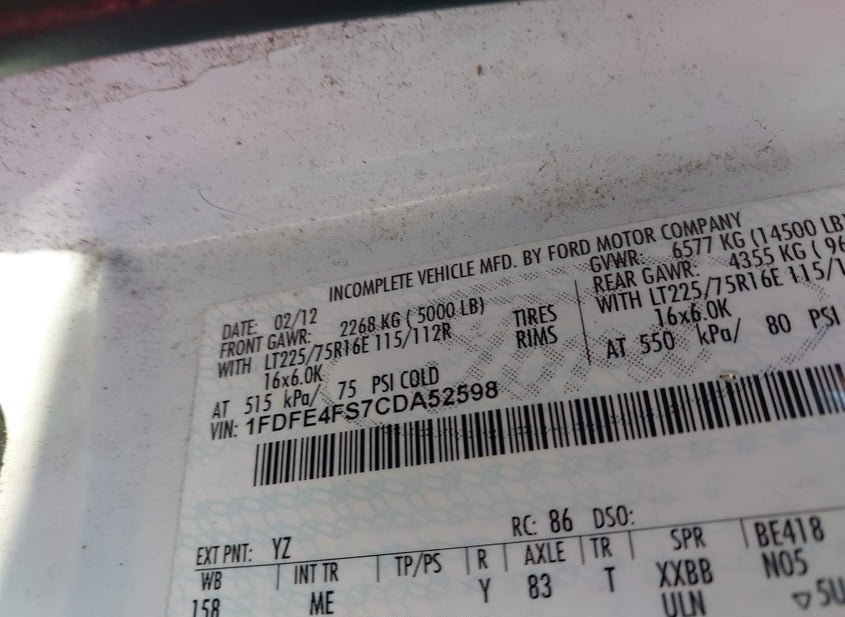 INCOMPLETE VEHICLE MFD. BY FORD MOTOR COMPANY
DATE: 02/12
GVWR: 6577 KG (14500 LB)
FRONT GAWR: 2268 KG ( 5000 LB)
REAR GAWR: 4355 KG ( 96
WITH LT225/75R16E 115/112R TIRES
WITH LT225/75R16E 115/1
16x6.0K RIMS
16x6.0K
AT 515 kPa/ 75 PSI COLD
AT 550 kPa/ 80 PSI
VIN: 1FDFE4FS7CDA52598
EXT PNT: YZ RC: 86 DSO:
WB INT TR TP/PS R AXLE TR SPR BE418
158 ME Y 83 T XXBB N05
ULN 5U